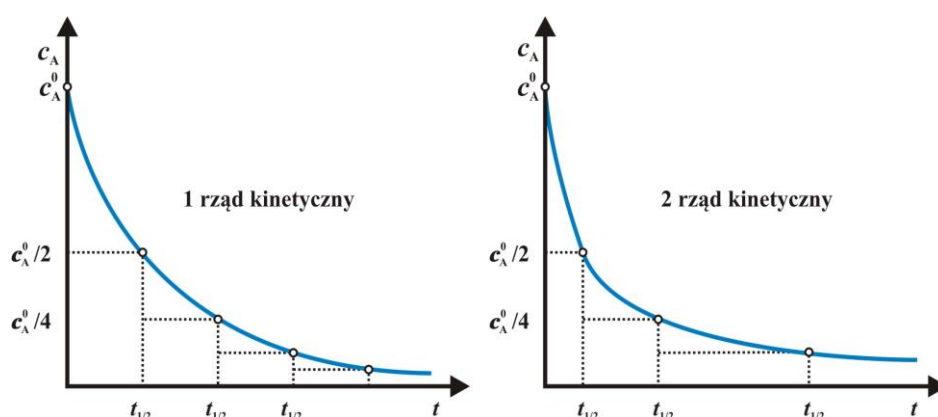 c_A
c_A^0
1 rząd kinetyczny
c_A^0/2
c_A^0/4
t_1/2 t_1/2 t_1/2 t
c_A
c_A^0
2 rząd kinetyczny
c_A^0/2
c_A^0/4
t_1/2 t_1/2 t_1/2 t